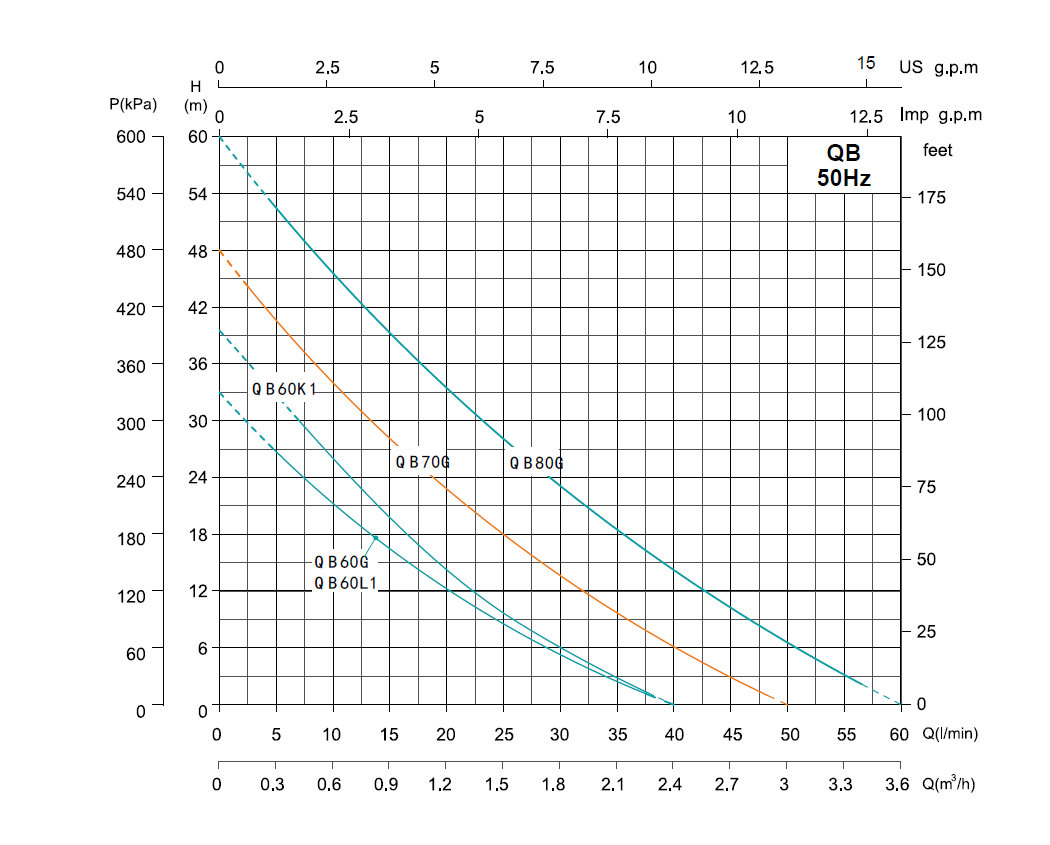 0 2.5 5 7.5 10 12.5 15 US g.p.m
H
(m)
P(kPa)
2.5 5 7.5 10 12.5 Imp g.p.m
0
600 60
QB
50Hz
feet
540 54 175
480 48 150
420 42 125
360 36
QB60K1
300 30 100
QB70G QB80G
240 24 75
180 18 50
QB60G
QB60L1
120 12 25
60 6
0 0 0
0 5 10 15 20 25 30 35 40 45 50 55 60 Q(l/min)
0 0.3 0.6 0.9 1.2 1.5 1.8 2.1 2.4 2.7 3 3.3 3.6 Q(m³/h)